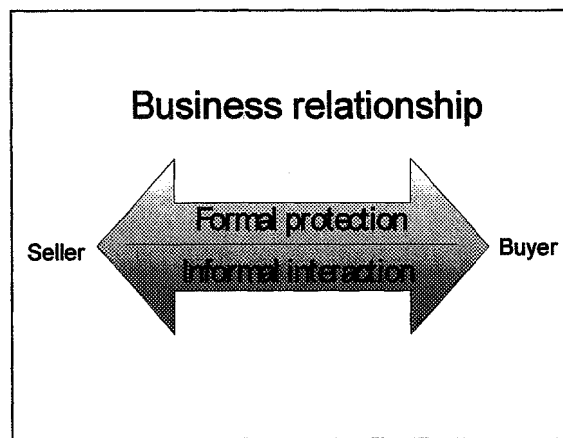 Business relationship
Formal protection
Seller
Buyer
Informal interaction